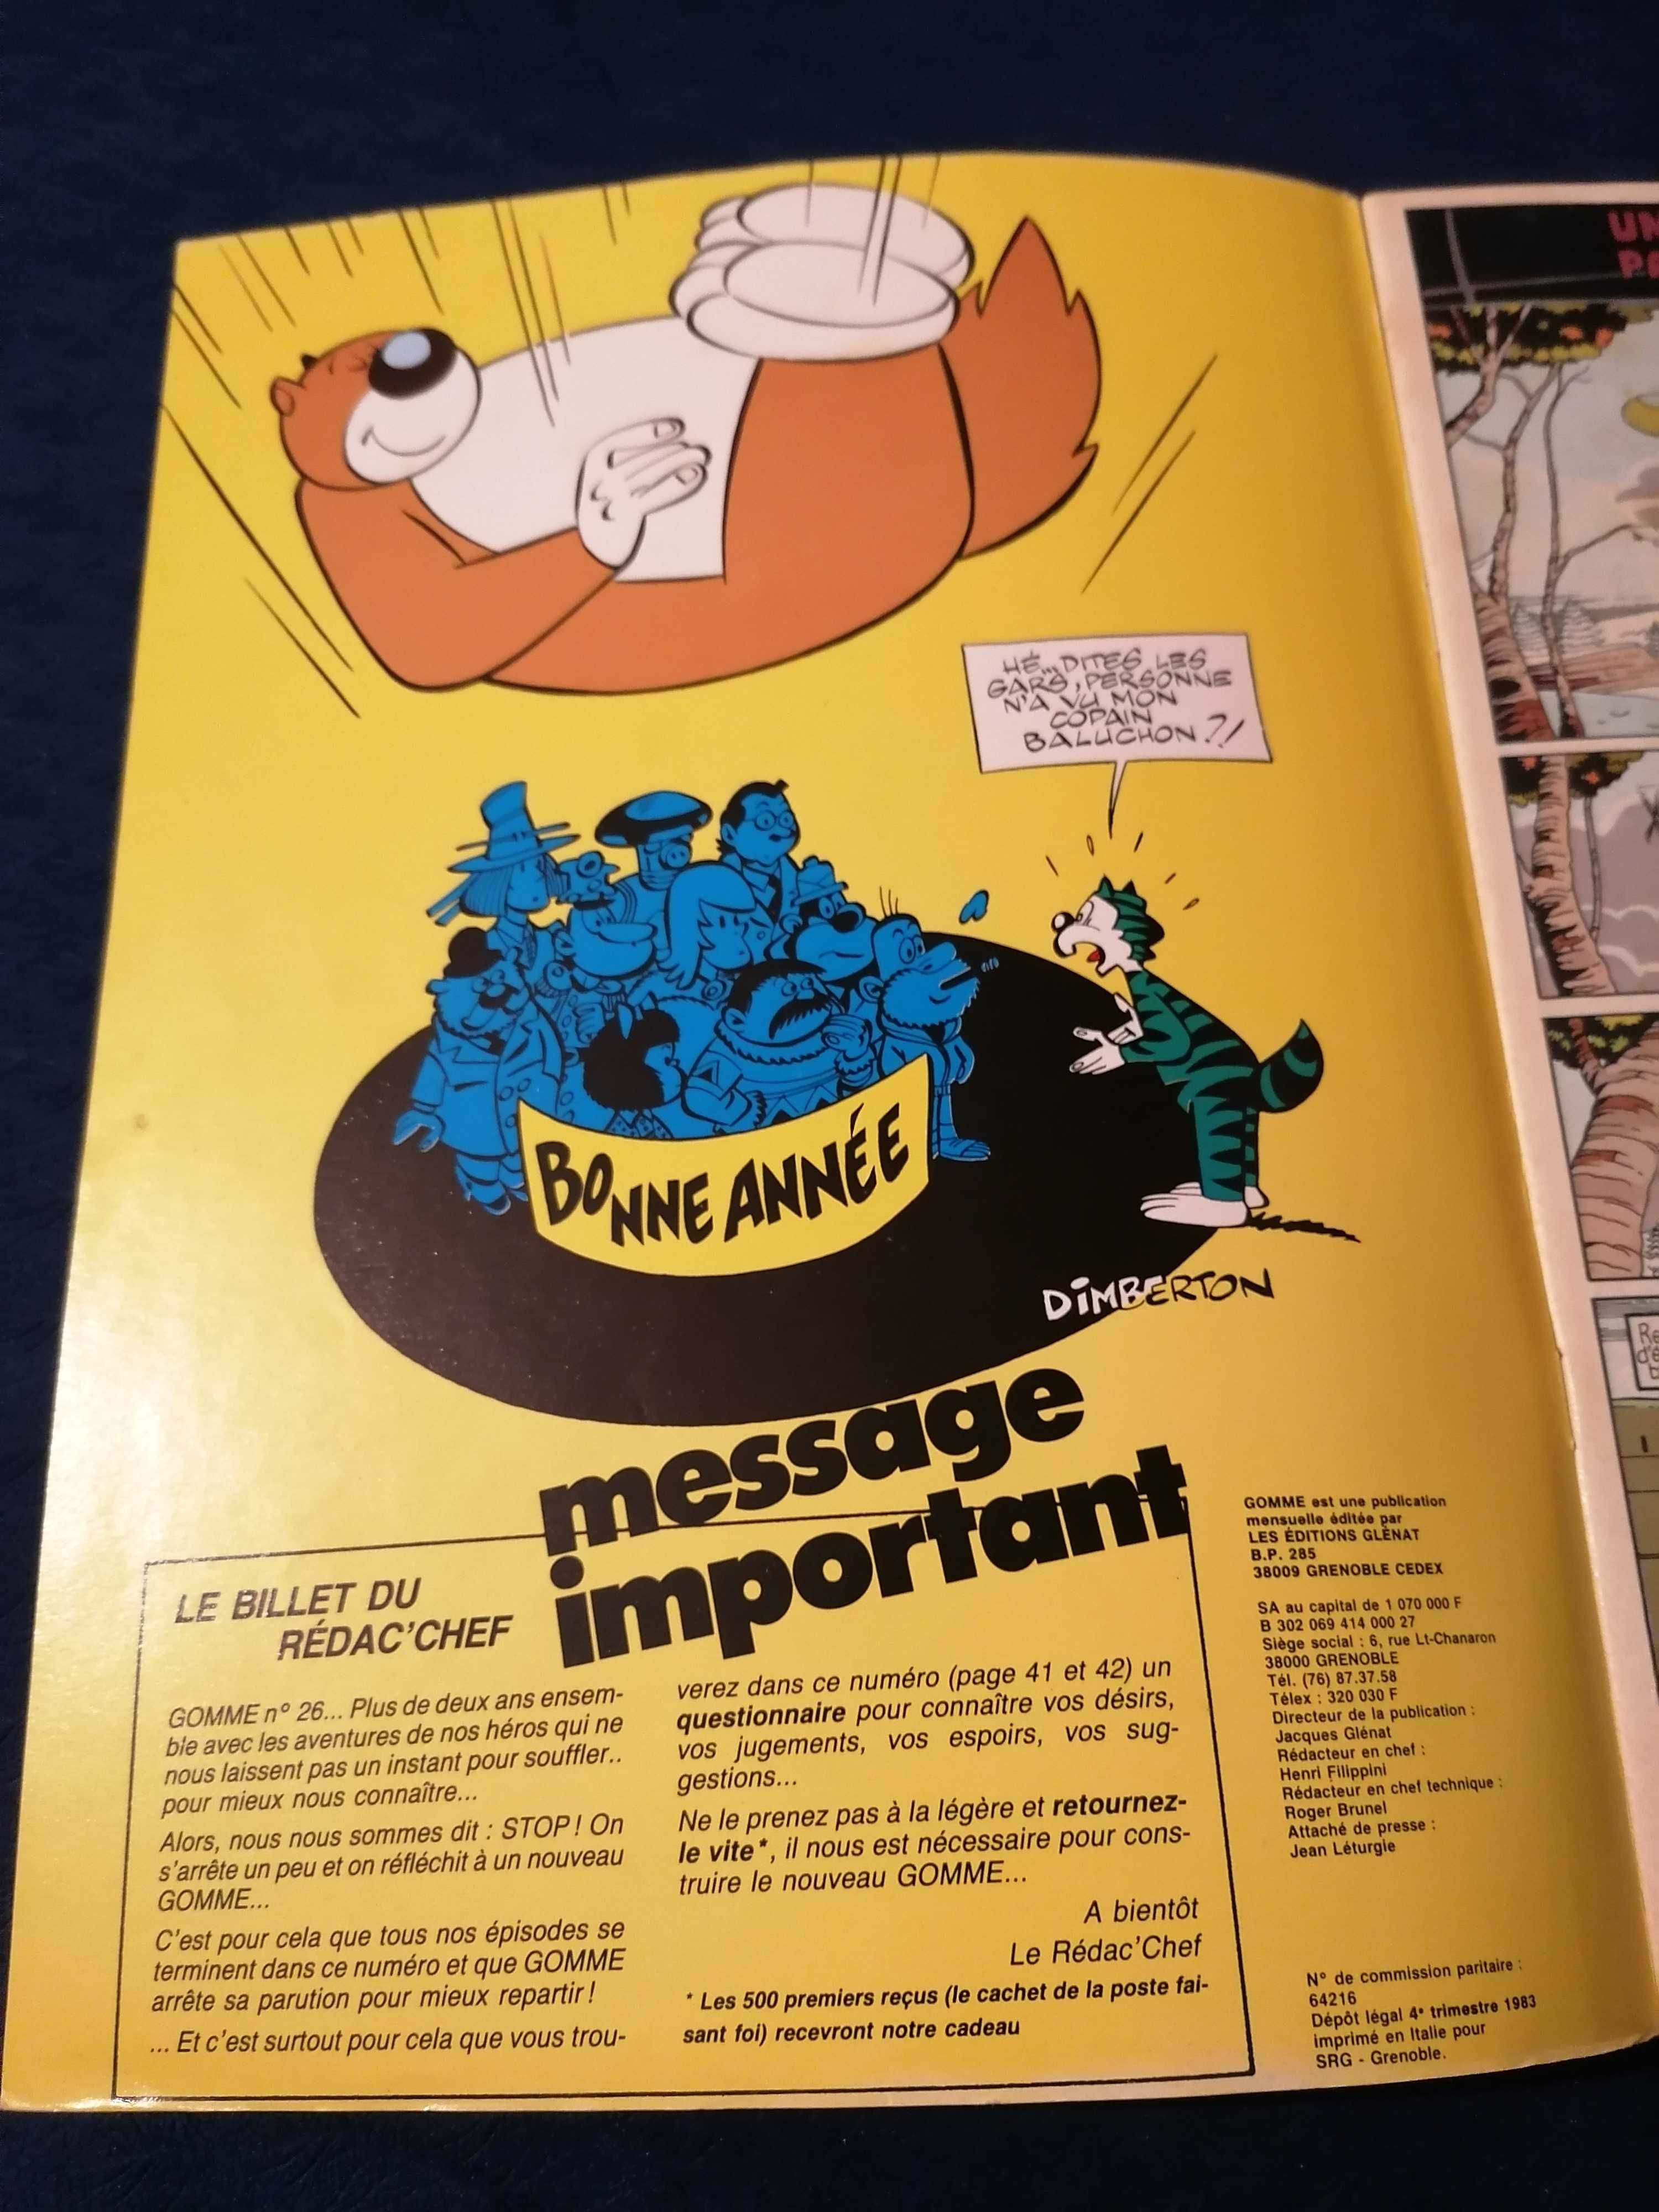 HÉ... DITES LES
GARS, PERSONNE
N'A VU MON
COPAIN
BALUCHON ?!
BONNE ANNÉE
DIMBERTON
message
important
LE BILLET DU
RÉDAC'CHEF
GOMME n° 26... Plus de deux ans ensem-
ble avec les aventures de nos héros qui ne
nous laissent pas un instant pour souffler..
pour mieux nous connaître...
Alors, nous nous sommes dit : STOP ! On
s'arrête un peu et on réfléchit à un nouveau
GOMME...
C'est pour cela que tous nos épisodes se
terminent dans ce numéro et que GOMME
arrête sa parution pour mieux repartir !
... Et c'est surtout pour cela que vous trou-
verez dans ce numéro (page 41 et 42) un
questionnaire pour connaître vos désirs,
vos jugements, vos espoirs, vos sug-
gestions...
Ne le prenez pas à la légère et retournez-
le vite*, il nous est nécessaire pour cons-
truire le nouveau GOMME...
A bientôt
Le Rédac'Chef
* Les 500 premiers reçus (le cachet de la poste fai-
sant foi) recevront notre cadeau
GOMME est une publication
mensuelle éditée par
LES ÉDITIONS GLÉNAT
B.P. 285
38009 GRENOBLE CEDEX
SA au capital de 1 070 000 F
B 302 069 414 000 27
Siège social : 6, rue Lt-Chanaron
38000 GRENOBLE
Tél. (76) 87.37.58
Télex : 320 030 F
Directeur de la publication :
Jacques Glénat
Rédacteur en chef :
Henri Filippini
Rédacteur en chef technique :
Roger Brunel
Attaché de presse :
Jean Léturgie
N° de commission paritaire :
64216
Dépôt légal 4e trimestre 1983
imprimé en Italie pour
SRG - Grenoble.
UN